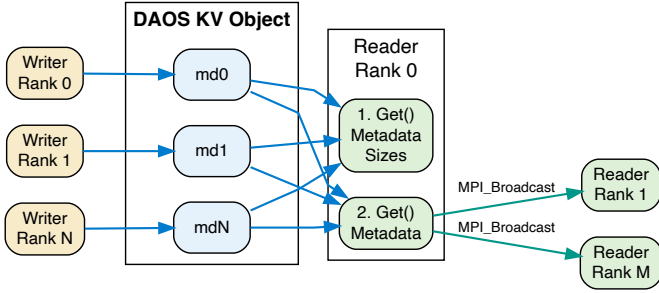 DAOS KV Object
Reader
Rank 0
Writer
Rank 0
md0
1. Get()
Metadata
Sizes
Writer
Rank 1
md1
Writer
Rank N
mdN
2. Get()
Metadata
MPI_Broadcast
MPI_Broadcast
Reader
Rank 1
Reader
Rank M